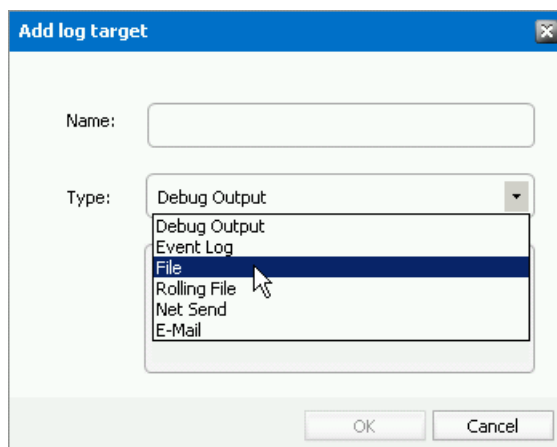 Add log target
Name:
Type: Debug Output
Debug Output
Event Log
File
Rolling File
Net Send
E-Mail
OK Cancel